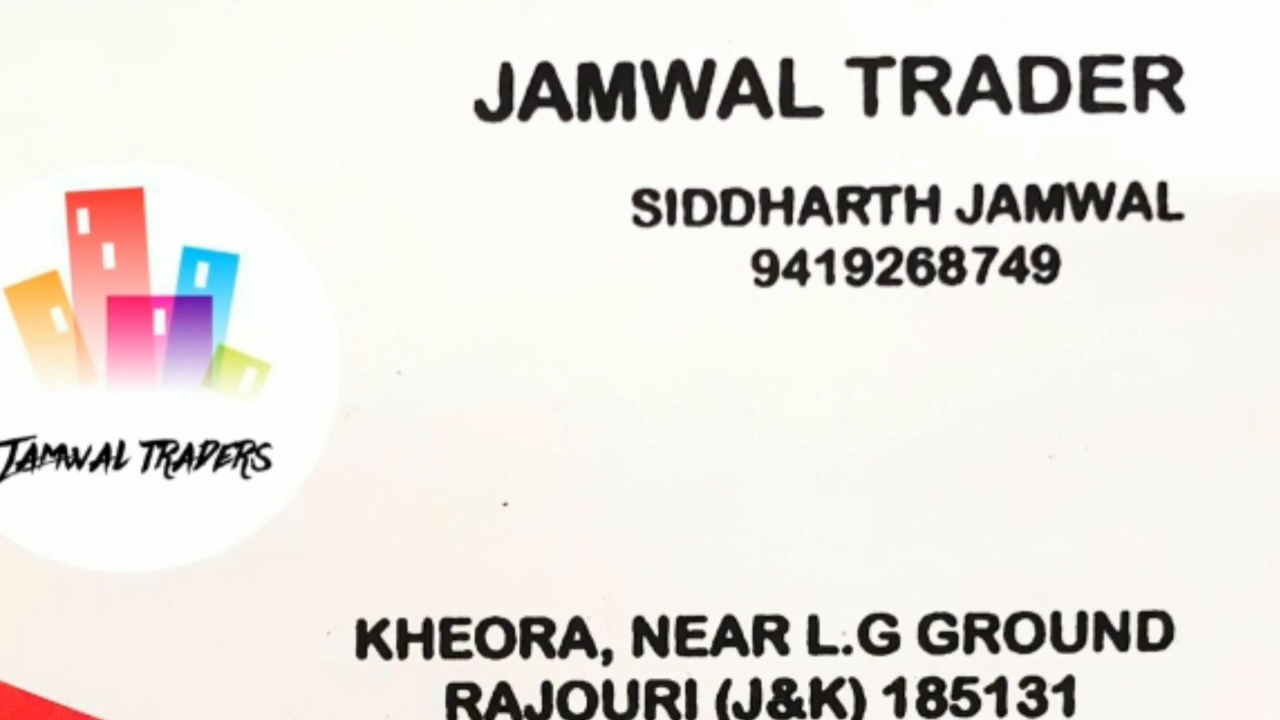 JAMWAL TRADER
SIDDHARTH JAMWAL
9419268749
JAMWAL TRADERS
KHEORA, NEAR L.G GROUND
RAJOURI (J&K) 185131